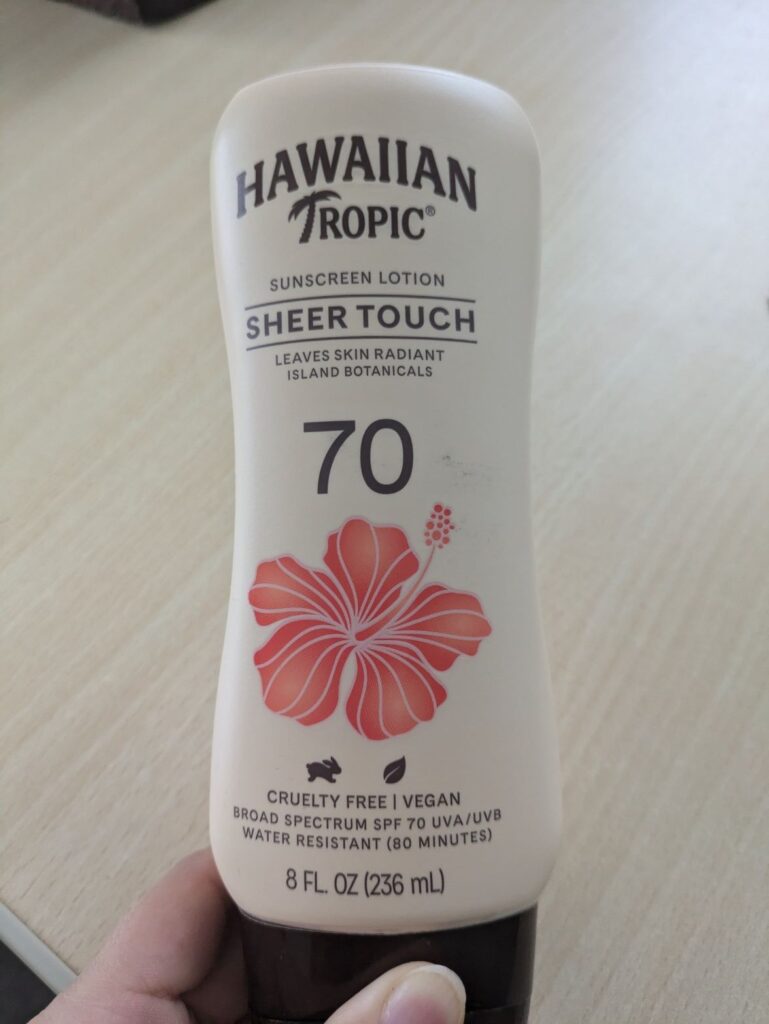 HAWAIIAN
TROPIC®
SUNSCREEN LOTION
SHEER TOUCH
LEAVES SKIN RADIANT
ISLAND BOTANICALS
70
CRUELTY FREE | VEGAN
BROAD SPECTRUM SPF 70 UVA/UVB
WATER RESISTANT (80 MINUTES)
8 FL. OZ (236 mL)